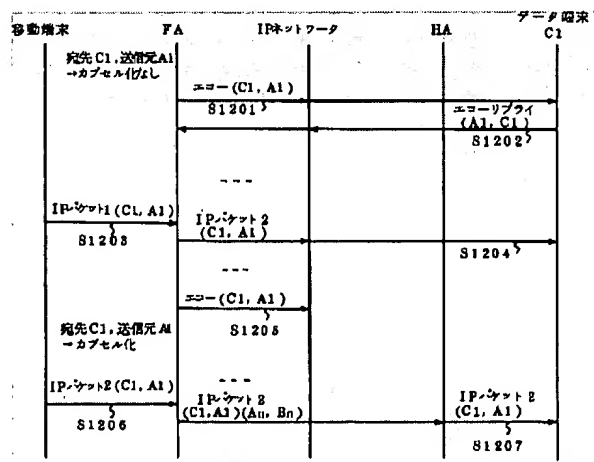 移動端末 FA IPネットワーク HA データ端末 C1
宛先C1,送信元A1
→カプセル化なし
エコー(C1, A1)
S1201
エコーリプライ
(A1, C1)
S1202
IPパケット1(C1, A1)
S1203
IPパケット2
(C1, A1)
S1204
エコー(C1, A1)
S1205
宛先C1,送信元A1
→カプセル化
IPパケット2(C1, A1)
S1206
IPパケット2
(C1,A1)(An, Bn)
IPパケット2
(C1, A1)
S1207